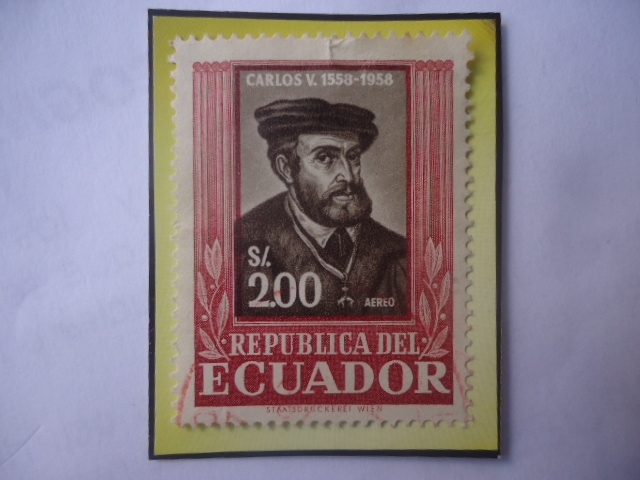 CARLOS V. 1558-1958
S/.
2.00
AEREO
REPUBLICA DEL
ECUADOR
STAATSDRUCKEREI WIEN